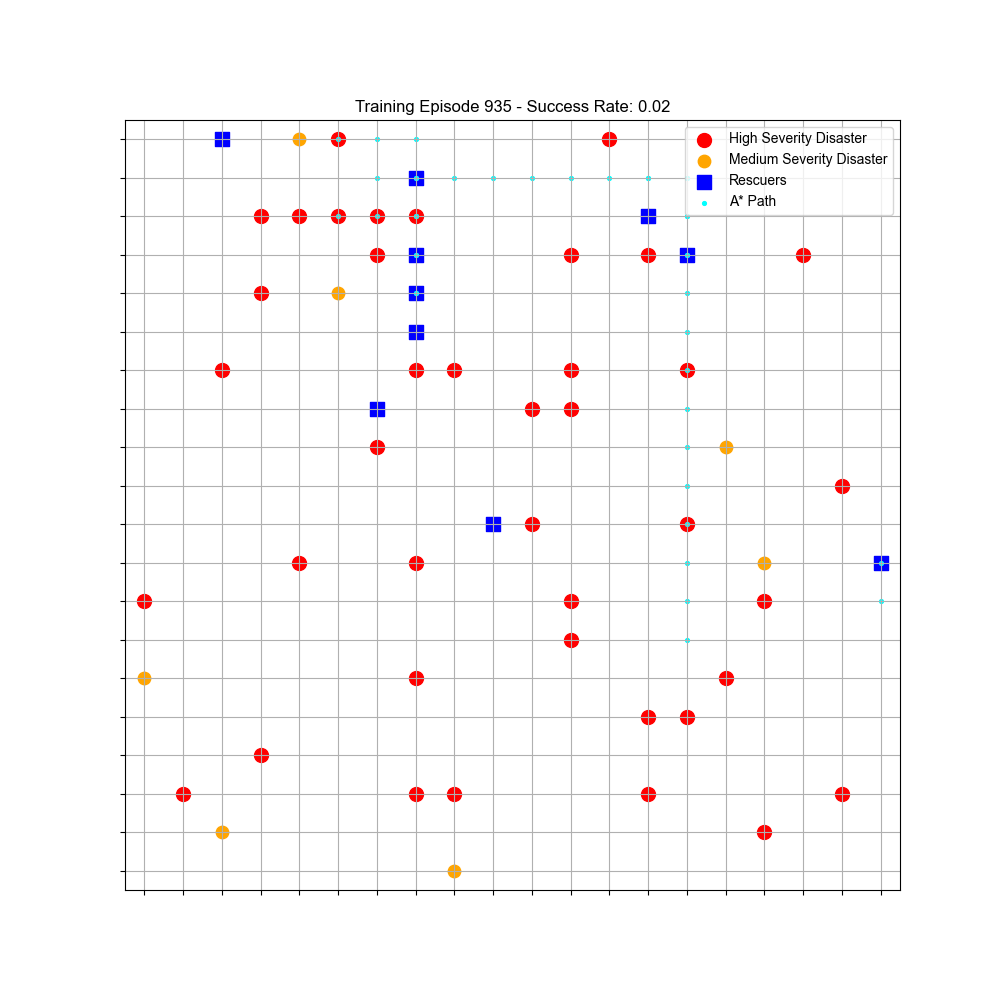 Training Episode 935 - Success Rate: 0.02
High Severity Disaster
Medium Severity Disaster
Rescuers
A* Path